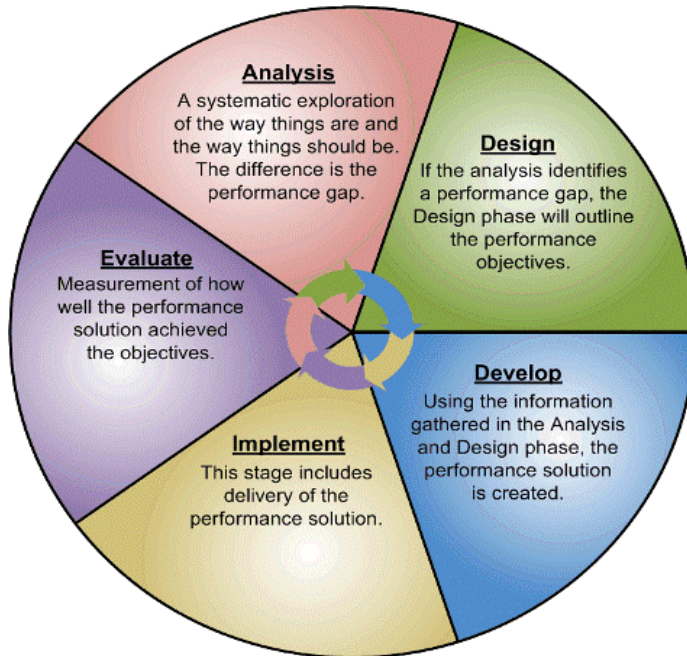 Analysis
A systematic exploration
of the way things are and
the way things should be.
The difference is the
performance gap.
Design
If the analysis identifies
a performance gap, the
Design phase will outline
the performance
objectives.
Develop
Using the information
gathered in the Analysis
and Design phase, the
performance solution
is created.
Implement
This stage includes
delivery of the
performance solution.
Evaluate
Measurement of how
well the performance
solution achieved
the objectives.